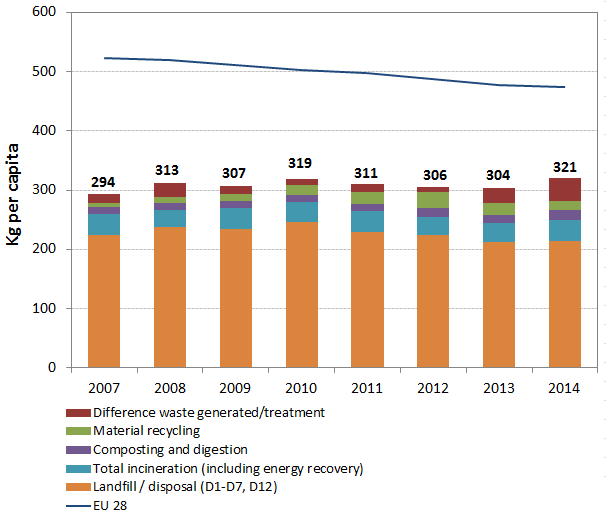 600
500
400
300
200
100
0
Kg per capita
294
313
307
319
311
306
304
321
2007 2008 2009 2010 2011 2012 2013 2014
Difference waste generated/treatment
Material recycling
Composting and digestion
Total incineration (including energy recovery)
Landfill / disposal (D1-D7, D12)
EU 28